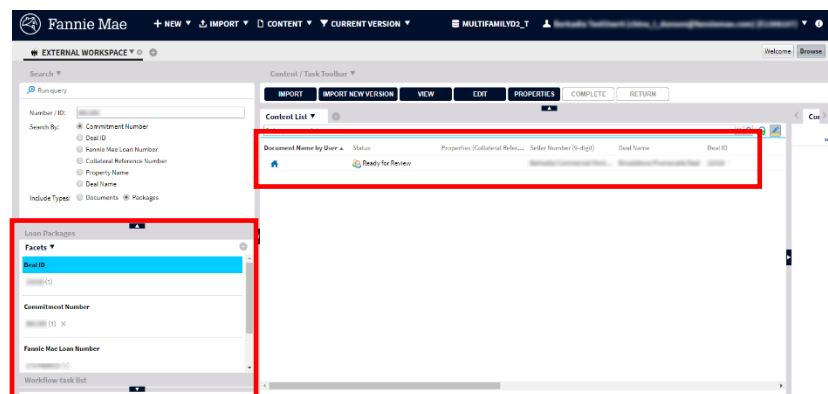 Fannie Mae + NEW ▼ IMPORT ▼ CONTENT ▼ CURRENT VERSION ▼ MULTIFAMILYD2_T
EXTERNAL WORKSPACE ▼ Welcome Browse
Search ▼
Run query
Number / ID:
Search By: Commitment Number
Deal ID
Fannie Mae Loan Number
Collateral Reference Number
Property Name
Deal Name
Include Types: Documents Packages
Loan Packages
Facets ▼
Deal ID
(1)
Commitment Number
(1) ×
Fannie Mae Loan Number
Workflow task list
Content / Task Toolbar ▼
IMPORT IMPORT NEW VERSION VIEW EDIT PROPERTIES COMPLETE RETURN
Content List ▼
Document Name by User ▲ Status Properties (Collateral Refer... Seller Number (9-digit) Deal Name Deal ID
Ready for Review